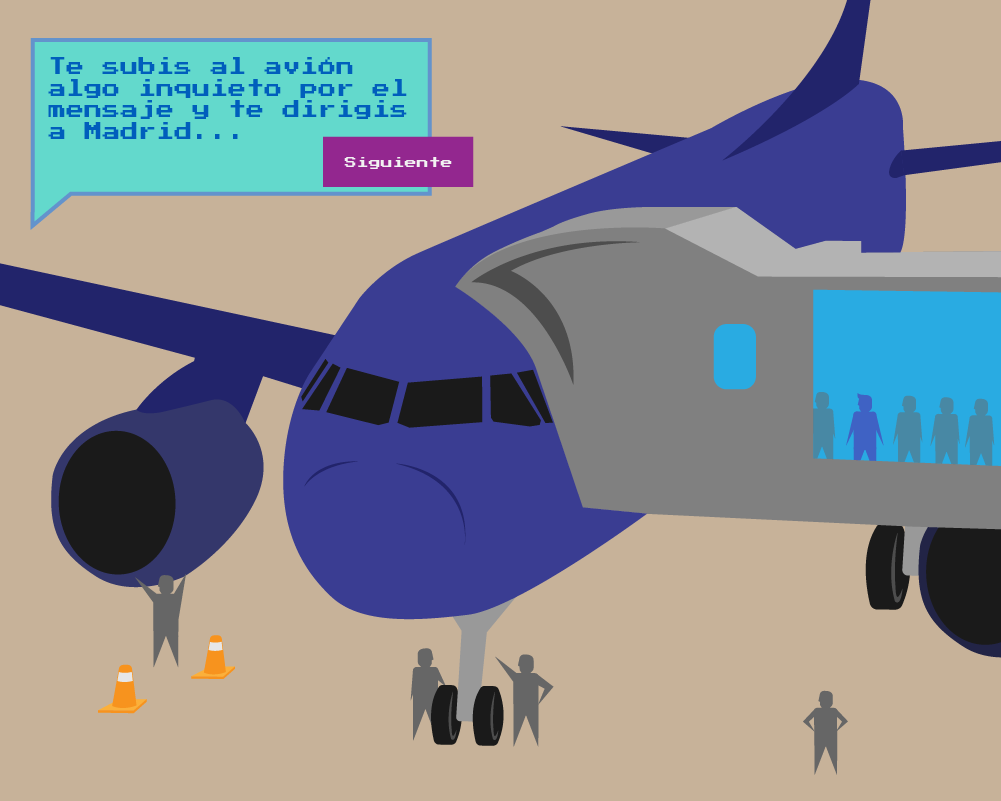 Te subis al avión
algo inquieto por el
mensaje y te dirigis
a Madrid...
Siguiente